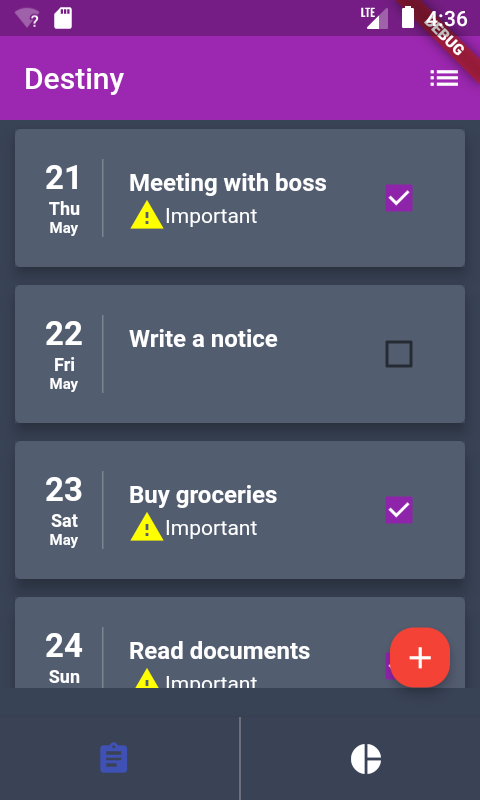 LTE 4:36
DEBUG
Destiny
21
Thu
May
Meeting with boss
Important
22
Fri
May
Write a notice
23
Sat
May
Buy groceries
Important
24
Sun
Read documents
Important